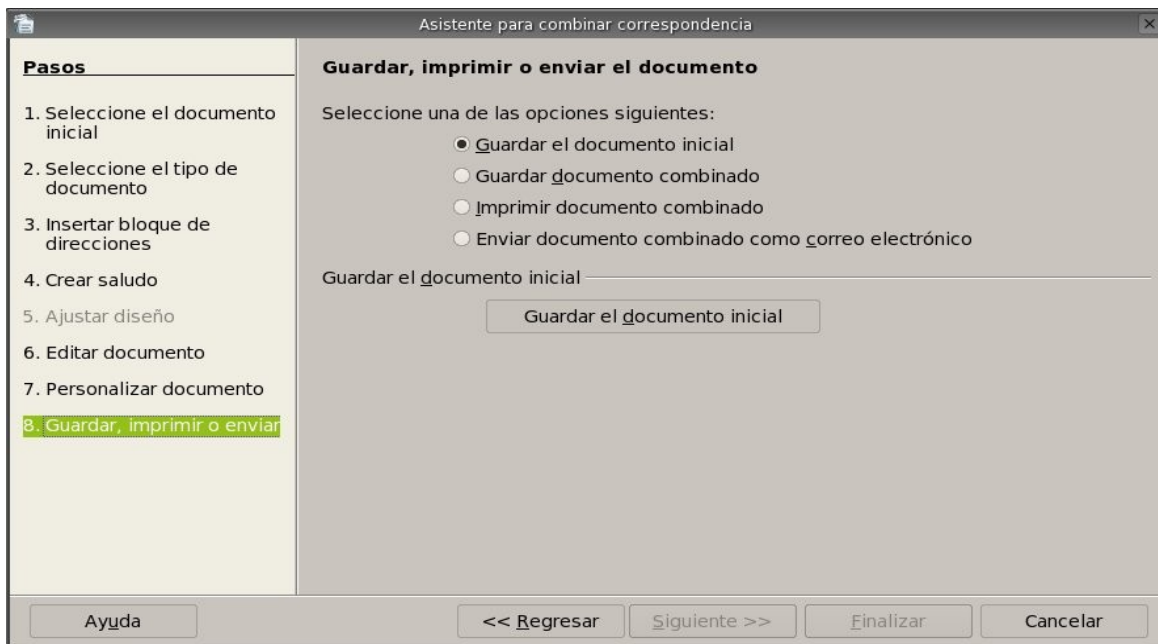 Asistente para combinar correspondencia
Pasos
1. Seleccione el documento
inicial
2. Seleccione el tipo de
documento
3. Insertar bloque de
direcciones
4. Crear saludo
5. Ajustar diseño
6. Editar documento
7. Personalizar documento
8. Guardar, imprimir o enviar
Guardar, imprimir o enviar el documento
Seleccione una de las opciones siguientes:
Guardar el documento inicial
Guardar documento combinado
Imprimir documento combinado
Enviar documento combinado como correo electrónico
Guardar el documento inicial
Guardar el documento inicial
Ayuda
<< Regresar
Siguiente >>
Finalizar
Cancelar